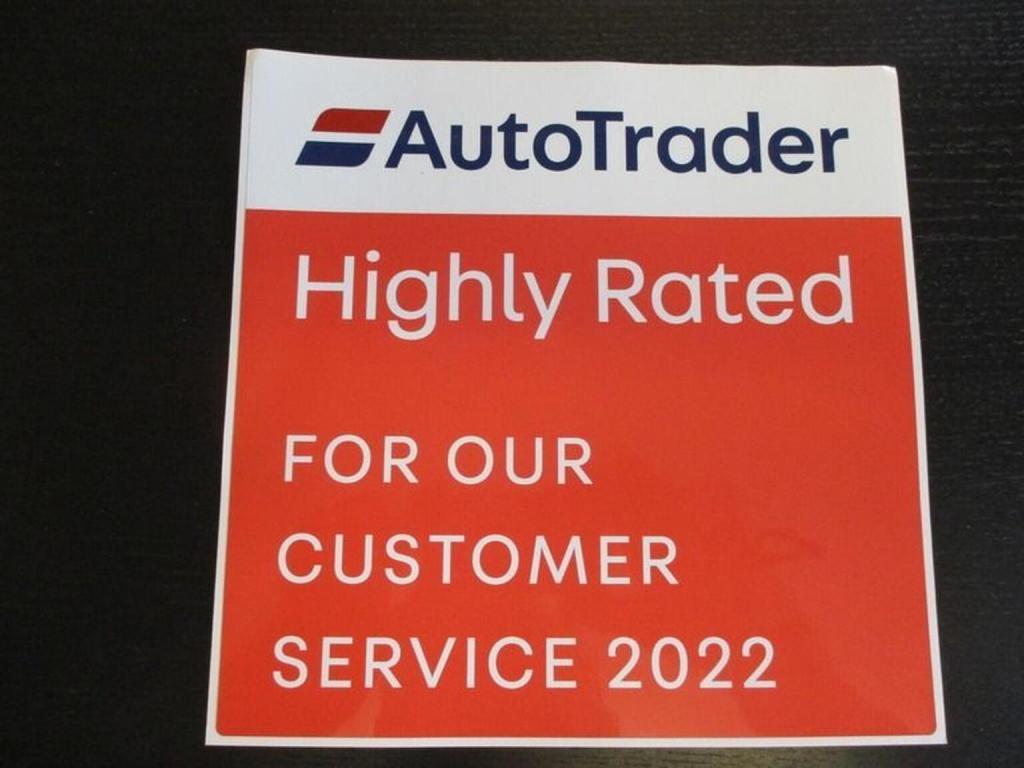 AutoTrader
Highly Rated
FOR OUR
CUSTOMER
SERVICE 2022